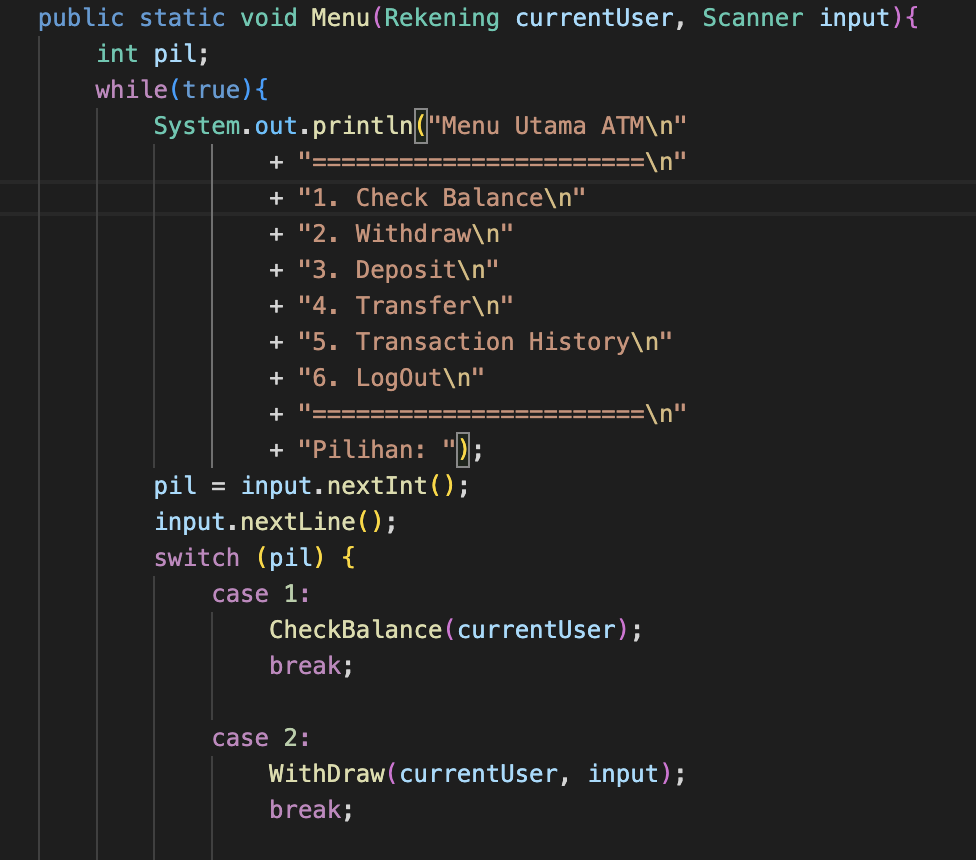 public static void Menu(Rekening currentUser, Scanner input){
int pil;
while(true){
System.out.println("Menu Utama ATM\n"
+ "=======================\n"
+ "1. Check Balance\n"
+ "2. Withdraw\n"
+ "3. Deposit\n"
+ "4. Transfer\n"
+ "5. Transaction History\n"
+ "6. LogOut\n"
+ "=======================\n"
+ "Pilihan: ");
pil = input.nextInt();
input.nextLine();
switch (pil) {
case 1:
CheckBalance(currentUser);
break;
case 2:
WithDraw(currentUser, input);
break;